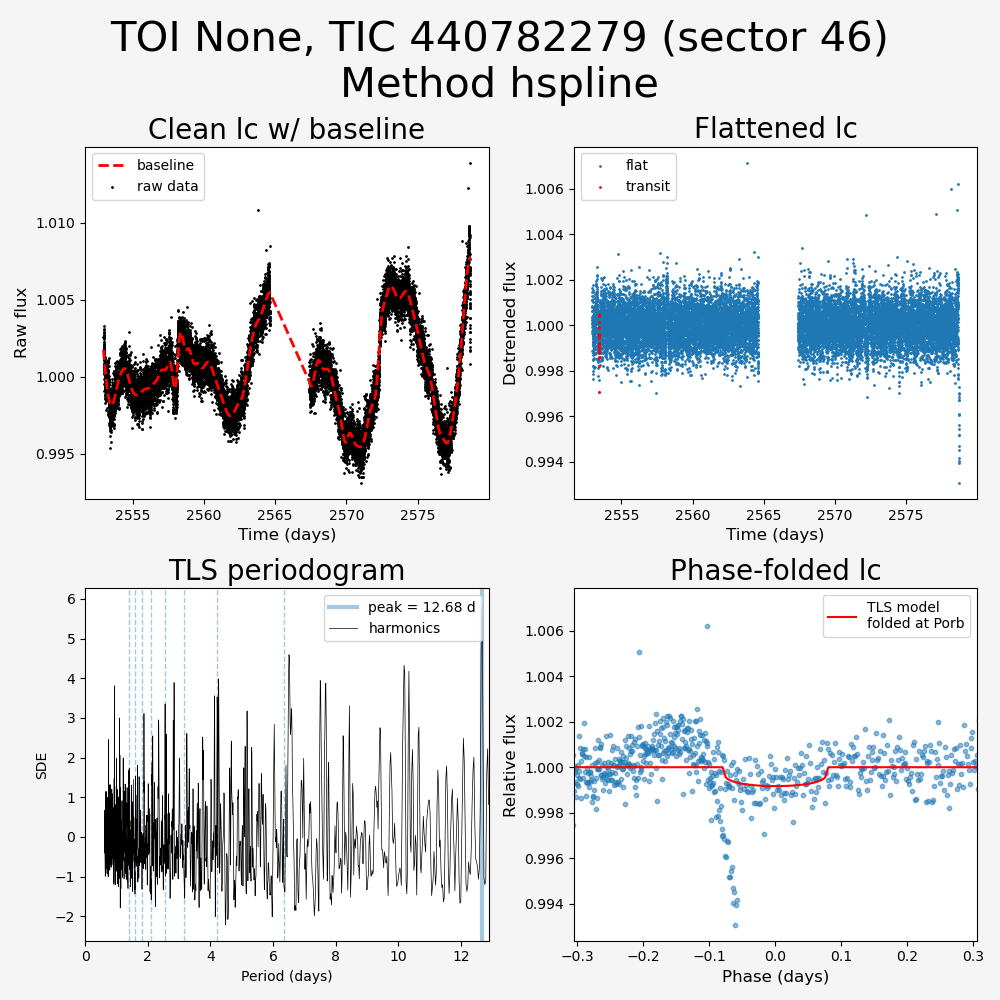 TOI None, TIC 440782279 (sector 46)
Method hspline
Clean lc w/ baseline
baseline
raw data
1.010
1.005
1.000
0.995
Raw flux
2555 2560 2565 2570 2575
Time (days)
Flattened lc
flat
transit
1.006
1.004
1.002
1.000
0.998
0.996
0.994
Detrended flux
2555 2560 2565 2570 2575
Time (days)
TLS periodogram
peak = 12.68 d
harmonics
6
5
4
3
2
1
0
−1
−2
SDE
0 2 4 6 8 10 12
Period (days)
Phase-folded lc
TLS model
folded at Porb
1.006
1.004
1.002
1.000
0.998
0.996
0.994
Relative flux
−0.3 −0.2 −0.1 0.0 0.1 0.2 0.3
Phase (days)